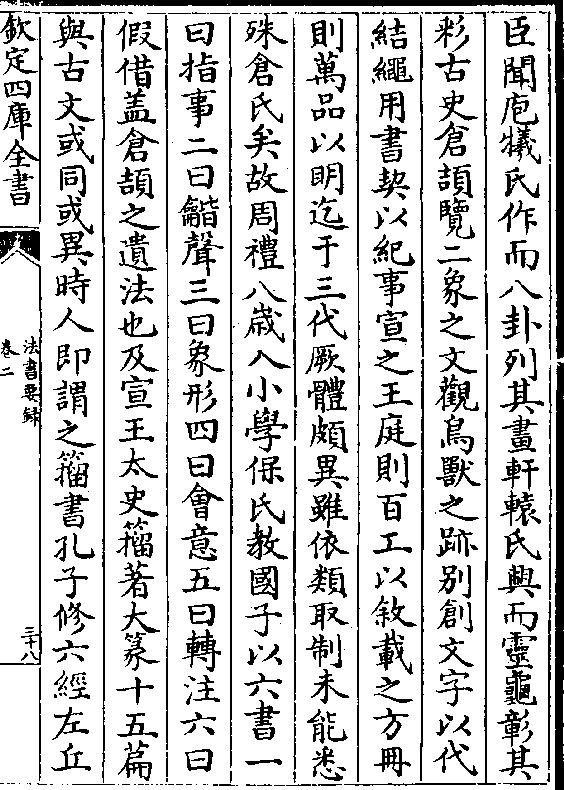 臣聞庖犧氏作而八卦列其畫軒轅氏興而靈龜彰其
彩古史倉頡覽二象之文觀鳥獸之跡别創文字以代
結繩用書契以紀事宣之王庭則百工以敘載之方冊
則萬品以明迄于三代厥體頗異雖依類取制未能悉
殊倉氏矣故周禮八歳入小學保氏教國子以六書一
曰指事二曰龤聲三曰象形四曰會意五曰轉注六曰
假借盖倉頡之遺法也及宣王太史籀著大篆十五篇
與古文或同或異時人即謂之籀書孔子修六經左丘
欽定四庫全書
法書要録
卷二
三十八